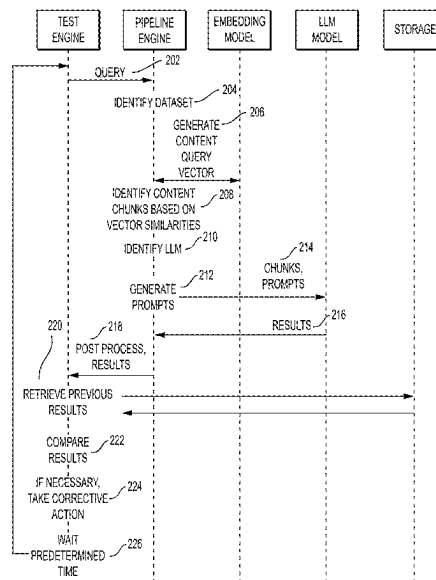 TEST
ENGINE
PIPELINE
ENGINE
EMBEDDING
MODEL
LLM
MODEL
STORAGE
QUERY
202
IDENTIFY DATASET
204
206
GENERATE
CONTENT
QUERY
VECTOR
IDENTIFY CONTENT
CHUNKS BASED ON
VECTOR SIMILARITIES
208
210
IDENTIFY LLM
214
CHUNKS,
PROMPTS
212
GENERATE
PROMPTS
RESULTS
216
218
POST PROCESS,
RESULTS
220
RETRIEVE PREVIOUS
RESULTS
COMPARE
RESULTS
222
IF NECESSARY,
TAKE CORRECTIVE
ACTION
224
WAIT
PREDETERMINED
TIME
226